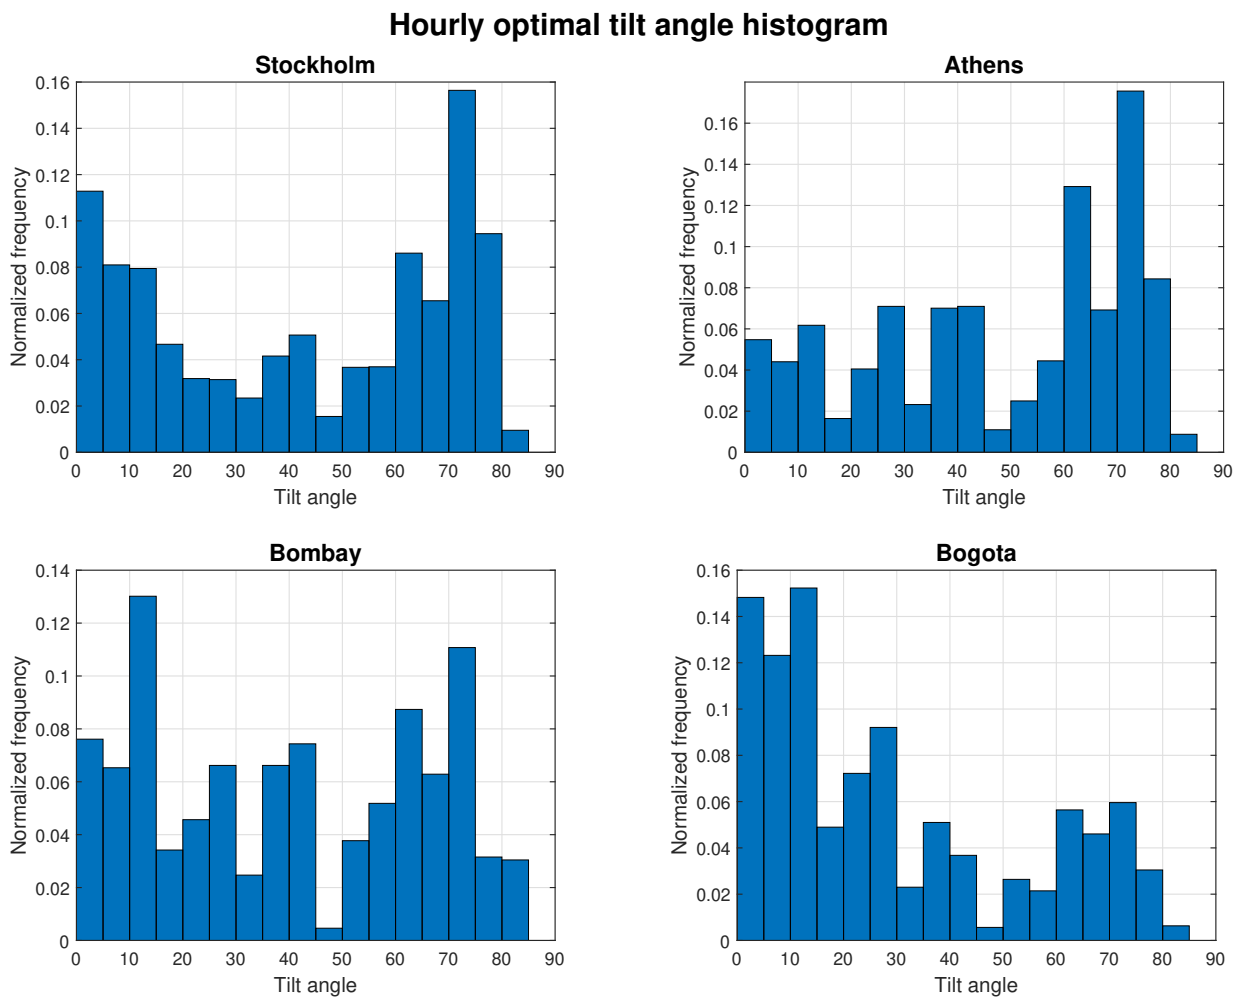 Hourly optimal tilt angle histogram
Stockholm
Normalized frequency
0.16
0.14
0.12
0.1
0.08
0.06
0.04
0.02
0
0 10 20 30 40 50 60 70 80 90
Tilt angle
Athens
Normalized frequency
0.16
0.14
0.12
0.1
0.08
0.06
0.04
0.02
0
0 10 20 30 40 50 60 70 80 90
Tilt angle
Bombay
Normalized frequency
0.14
0.12
0.1
0.08
0.06
0.04
0.02
0
0 10 20 30 40 50 60 70 80 90
Tilt angle
Bogota
Normalized frequency
0.16
0.14
0.12
0.1
0.08
0.06
0.04
0.02
0
0 10 20 30 40 50 60 70 80 90
Tilt angle